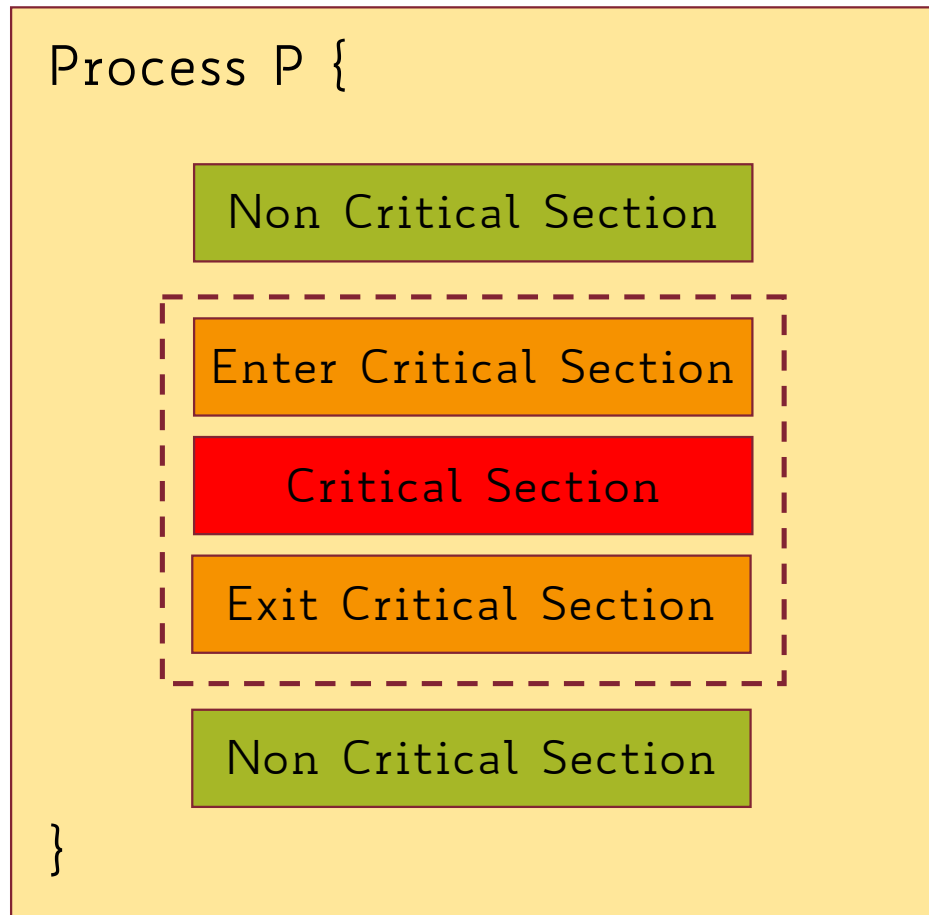 Process P {
Non Critical Section
Enter Critical Section
Critical Section
Exit Critical Section
Non Critical Section
}